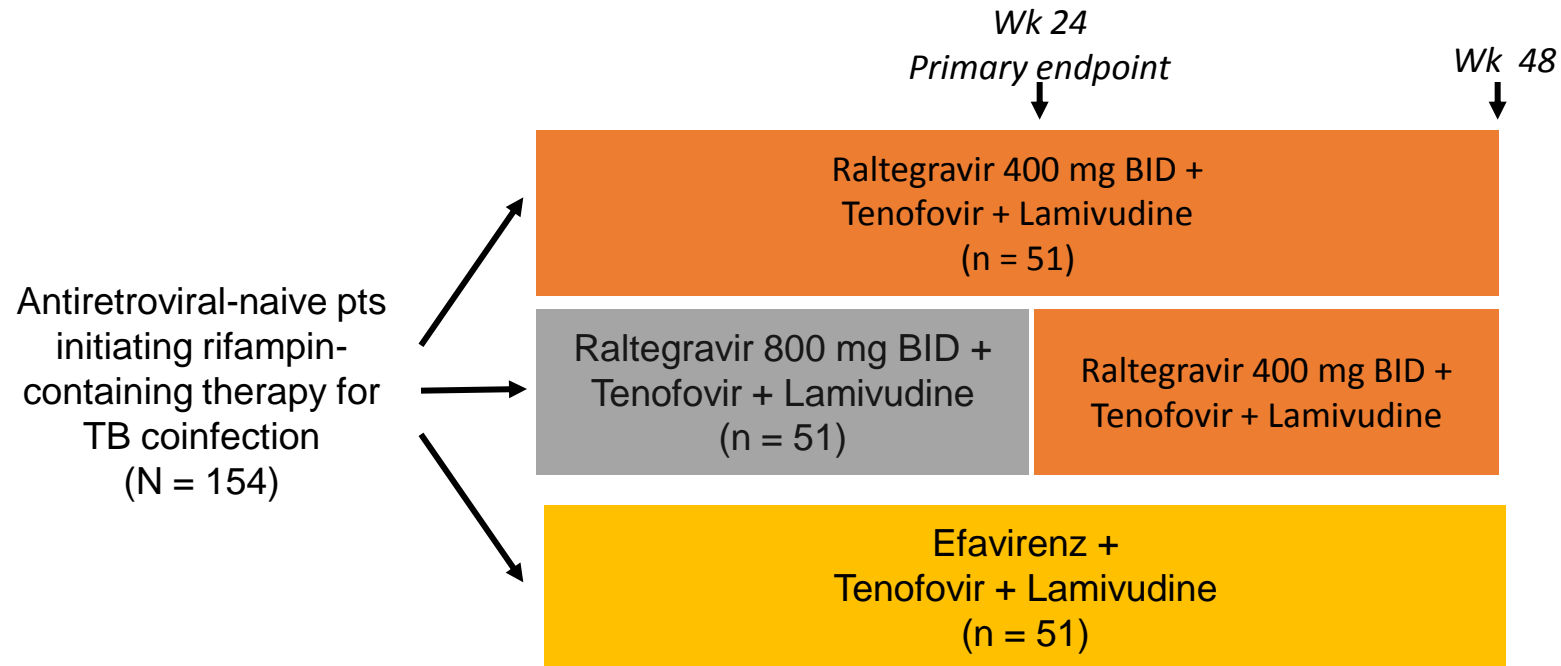 Wk 24
Primary endpoint
Wk 48
Antiretroviral-naive pts
initiating rifampin-
containing therapy for
TB coinfection
(N = 154)
Raltegravir 400 mg BID +
Tenofovir + Lamivudine
(n = 51)
Raltegravir 800 mg BID +
Tenofovir + Lamivudine
(n = 51)
Raltegravir 400 mg BID +
Tenofovir + Lamivudine
Efavirenz +
Tenofovir + Lamivudine
(n = 51)